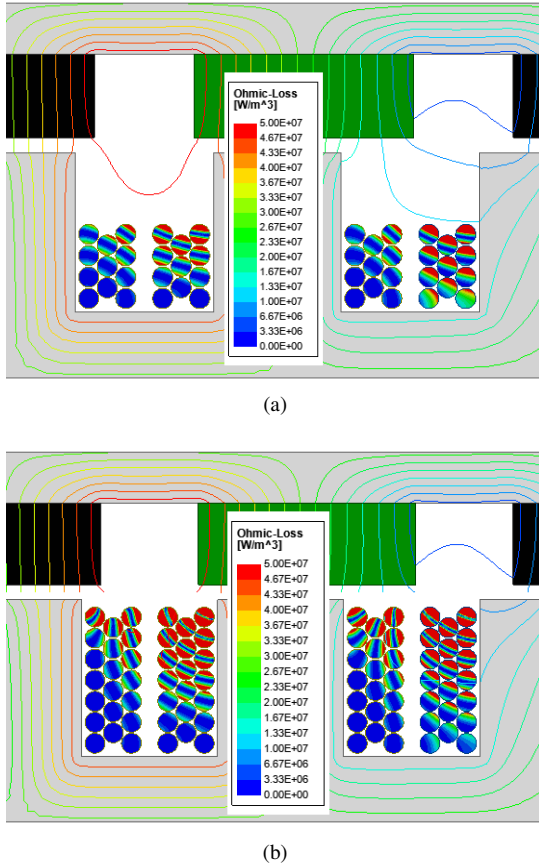 Ohmic-Loss
[W/m^3]
5.00E+07
4.67E+07
4.33E+07
4.00E+07
3.67E+07
3.33E+07
3.00E+07
2.67E+07
2.33E+07
2.00E+07
1.67E+07
1.33E+07
1.00E+07
6.67E+06
3.33E+06
0.00E+00
(a)
Ohmic-Loss
[W/m^3]
5.00E+07
4.67E+07
4.33E+07
4.00E+07
3.67E+07
3.33E+07
3.00E+07
2.67E+07
2.33E+07
2.00E+07
1.67E+07
1.33E+07
1.00E+07
6.67E+06
3.33E+06
0.00E+00
(b)